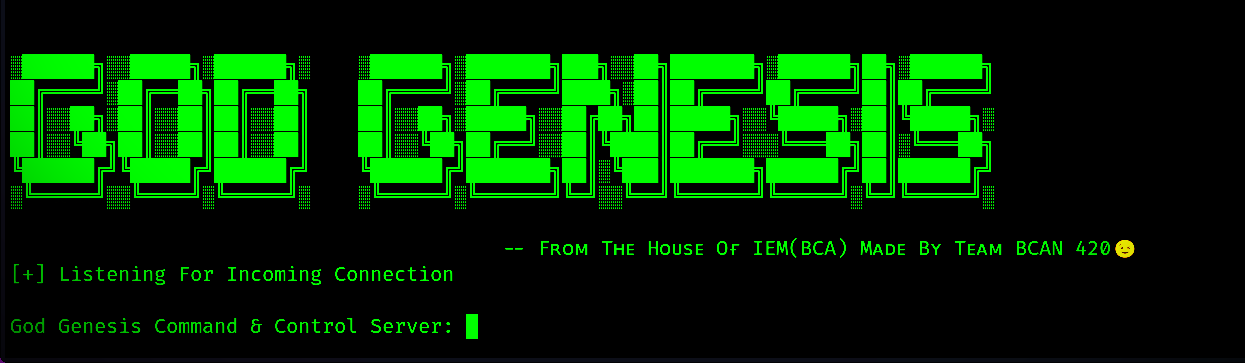 GOD GENESIS
-- From The House Of IEM(BCA) Made By Team BCAN 420😉
[+] Listening For Incoming Connection
God Genesis Command & Control Server: